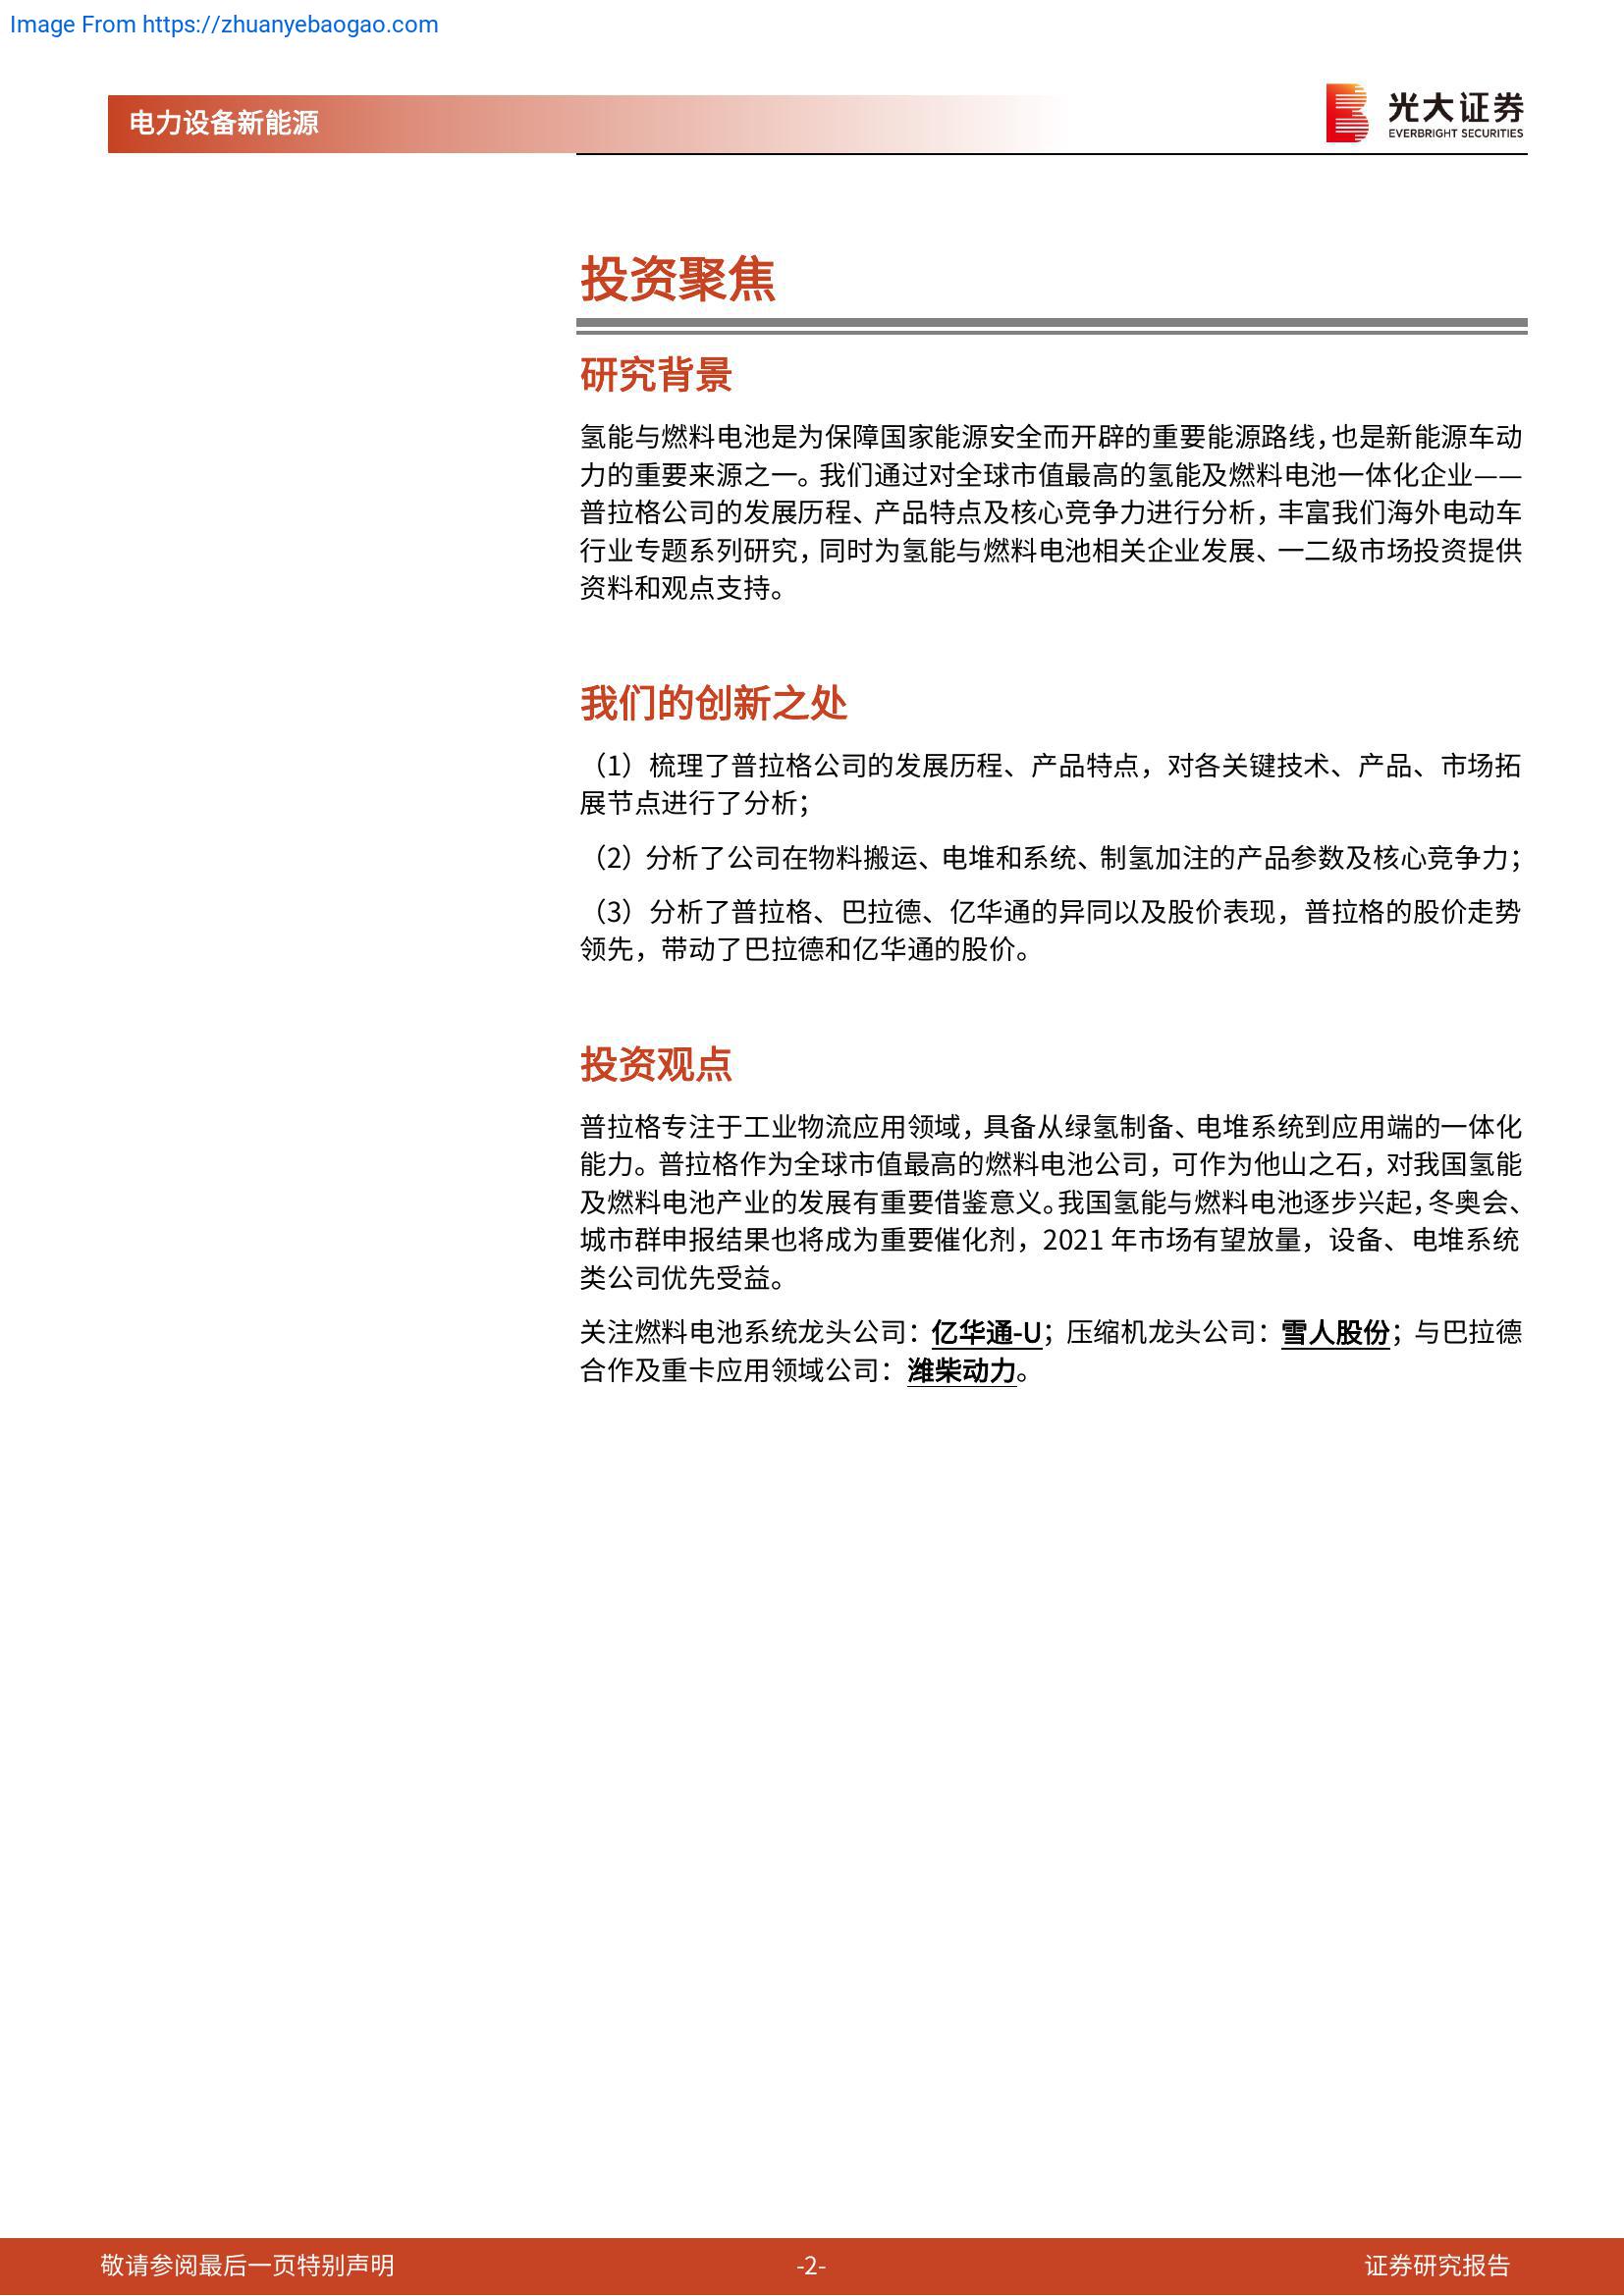 Image From https://zhuanyebaogao.com
电力设备新能源
光大证券
EVERBRIGHT SECURITIES
投资聚焦
研究背景
氢能与燃料电池是为保障国家能源安全而开辟的重要能源路线，也是新能源车动
力的重要来源之一。我们通过对全球市值最高的氢能及燃料电池一体化企业——
普拉格公司的发展历程、产品特点及核心竞争力进行分析，丰富我们海外电动车
行业专题系列研究，同时为氢能与燃料电池相关企业发展、一二级市场投资提供
资料和观点支持。
我们的创新之处
（1）梳理了普拉格公司的发展历程、产品特点，对各关键技术、产品、市场拓
展节点进行了分析；
（2）分析了公司在物料搬运、电堆和系统、制氢加注的产品参数及核心竞争力；
（3）分析了普拉格、巴拉德、亿华通的异同以及股价表现，普拉格的股价走势
领先，带动了巴拉德和亿华通的股价。
投资观点
普拉格专注于工业物流应用领域，具备从绿氢制备、电堆系统到应用端的一体化
能力。普拉格作为全球市值最高的燃料电池公司，可作为他山之石，对我国氢能
及燃料电池产业的发展有重要借鉴意义。我国氢能与燃料电池逐步兴起，冬奥会、
城市群申报结果也将成为重要催化剂，2021 年市场有望放量，设备、电堆系统
类公司优先受益。
关注燃料电池系统龙头公司：亿华通-U；压缩机龙头公司：雪人股份；与巴拉德
合作及重卡应用领域公司：潍柴动力。
敬请参阅最后一页特别声明
-2-
证券研究报告